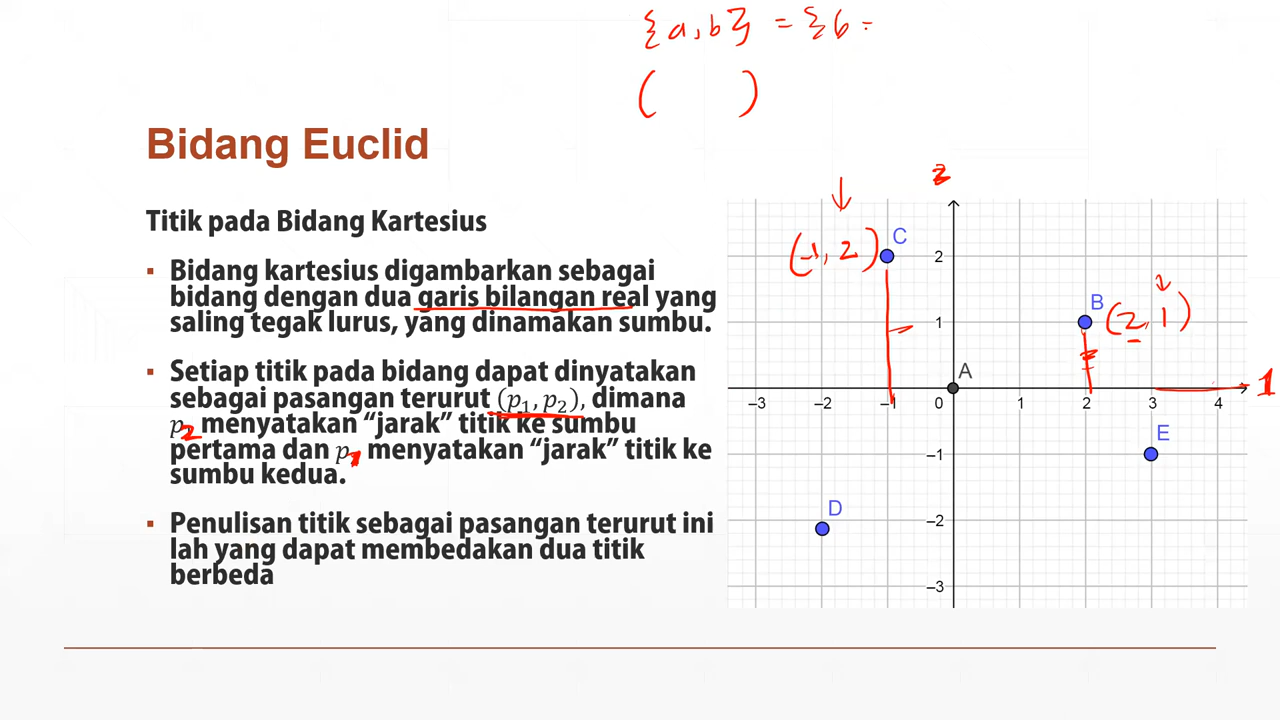 {a, b} = {b =
( )
Bidang Euclid
Titik pada Bidang Kartesius
▪ Bidang kartesius digambarkan sebagai
bidang dengan dua garis bilangan real yang
saling tegak lurus, yang dinamakan sumbu.
▪ Setiap titik pada bidang dapat dinyatakan
sebagai pasangan terurut (p₁, p₂), dimana
p₂ menyatakan “jarak” titik ke sumbu
pertama dan p₁ menyatakan “jarak” titik ke
sumbu kedua.
▪ Penulisan titik sebagai pasangan terurut ini
lah yang dapat membedakan dua titik
berbeda
2
(-1, 2) C
2
B (2, 1)
1
A
1
−3 −2 −1 0 1 2 3 4
E
−1
D
−2
−3